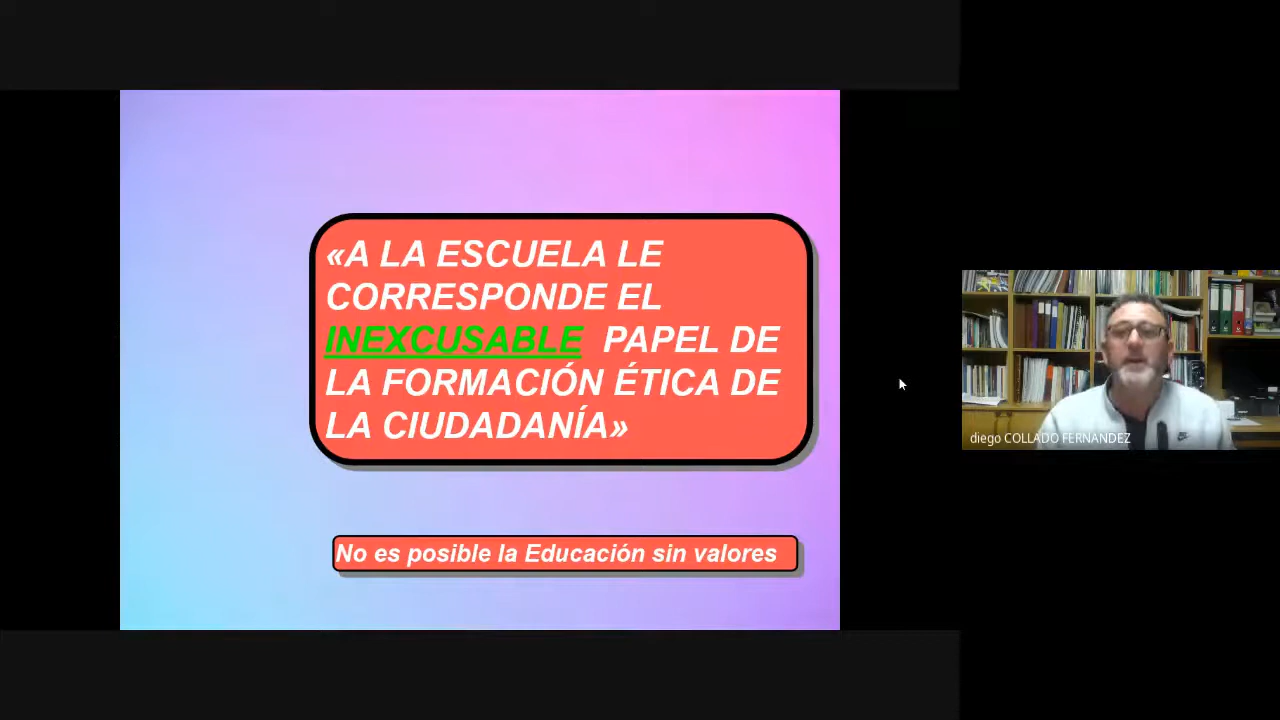 «A LA ESCUELA LE
CORRESPONDE EL
INEXCUSABLE PAPEL DE
LA FORMACIÓN ÉTICA DE
LA CIUDADANÍA»
No es posible la Educación sin valores
diego COLLADO FERNANDEZ